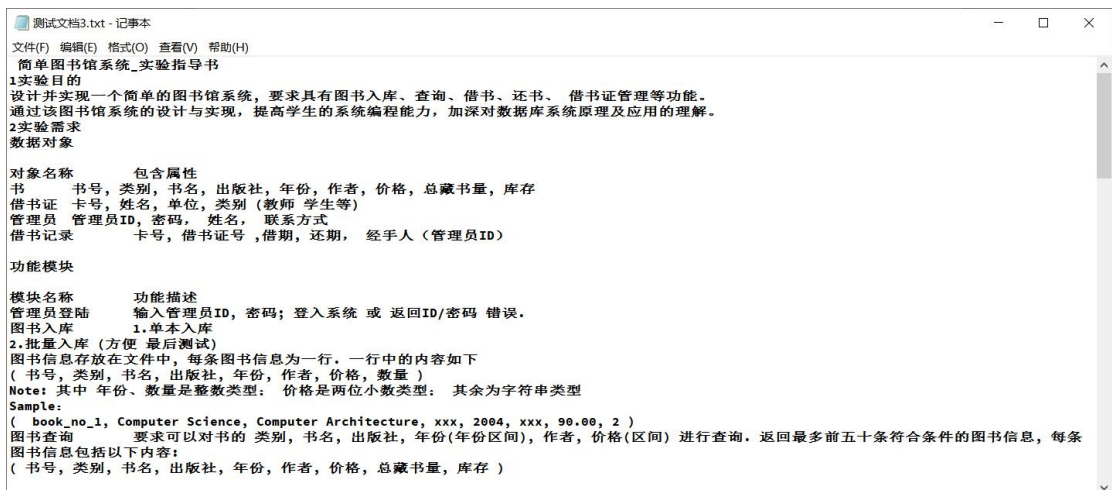 测试文档3.txt - 记事本
文件(F) 编辑(E) 格式(O) 查看(V) 帮助(H)
简单图书馆系统_实验指导书
1实验目的
设计并实现一个简单的图书馆系统，要求具有图书入库、查询、借书、还书、 借书证管理等功能。
通过该图书馆系统的设计与实现，提高学生的系统编程能力，加深对数据库系统原理及应用的理解。
2实验需求
数据对象
对象名称 包含属性
书 书号, 类别, 书名, 出版社, 年份, 作者, 价格, 总藏书量, 库存
借书证 卡号, 姓名, 单位, 类别 (教师 学生等)
管理员 管理员ID, 密码， 姓名， 联系方式
借书记录 卡号, 借书证号 ,借期, 还期， 经手人（管理员ID）
功能模块
模块名称 功能描述
管理员登陆 输入管理员ID, 密码; 登入系统 或 返回ID/密码 错误.
图书入库 1.单本入库
2.批量入库 (方便 最后测试)
图书信息存放在文件中, 每条图书信息为一行. 一行中的内容如下
( 书号, 类别, 书名, 出版社, 年份, 作者, 价格, 数量 )
Note: 其中 年份、数量是整数类型； 价格是两位小数类型； 其余为字符串类型
Sample：
( book_no_1, Computer Science, Computer Architecture, xxx, 2004, xxx, 90.00, 2 )
图书查询 要求可以对书的 类别, 书名, 出版社, 年份(年份区间), 作者, 价格(区间) 进行查询. 返回最多前五十条符合条件的图书信息, 每条
图书信息包括以下内容:
( 书号, 类别, 书名, 出版社, 年份, 作者, 价格, 总藏书量, 库存 )